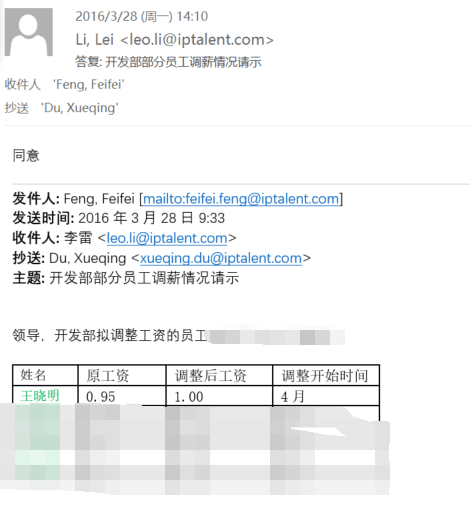 2016/3/28 (周一) 14:10
Li, Lei <leo.li@iptalent.com>
答复: 开发部部分员工调薪情况请示
收件人 'Feng, Feifei'
抄送 'Du, Xueqing'
同意
发件人: Feng, Feifei [mailto:feifei.feng@iptalent.com]
发送时间: 2016 年 3 月 28 日 9:33
收件人: 李雷 <leo.li@iptalent.com>
抄送: Du, Xueqing <xueqing.du@iptalent.com>
主题: 开发部部分员工调薪情况请示
领导，开发部拟调整工资的员工
姓名 原工资 调整后工资 调整开始时间
王晓明 0.95 1.00 4 月